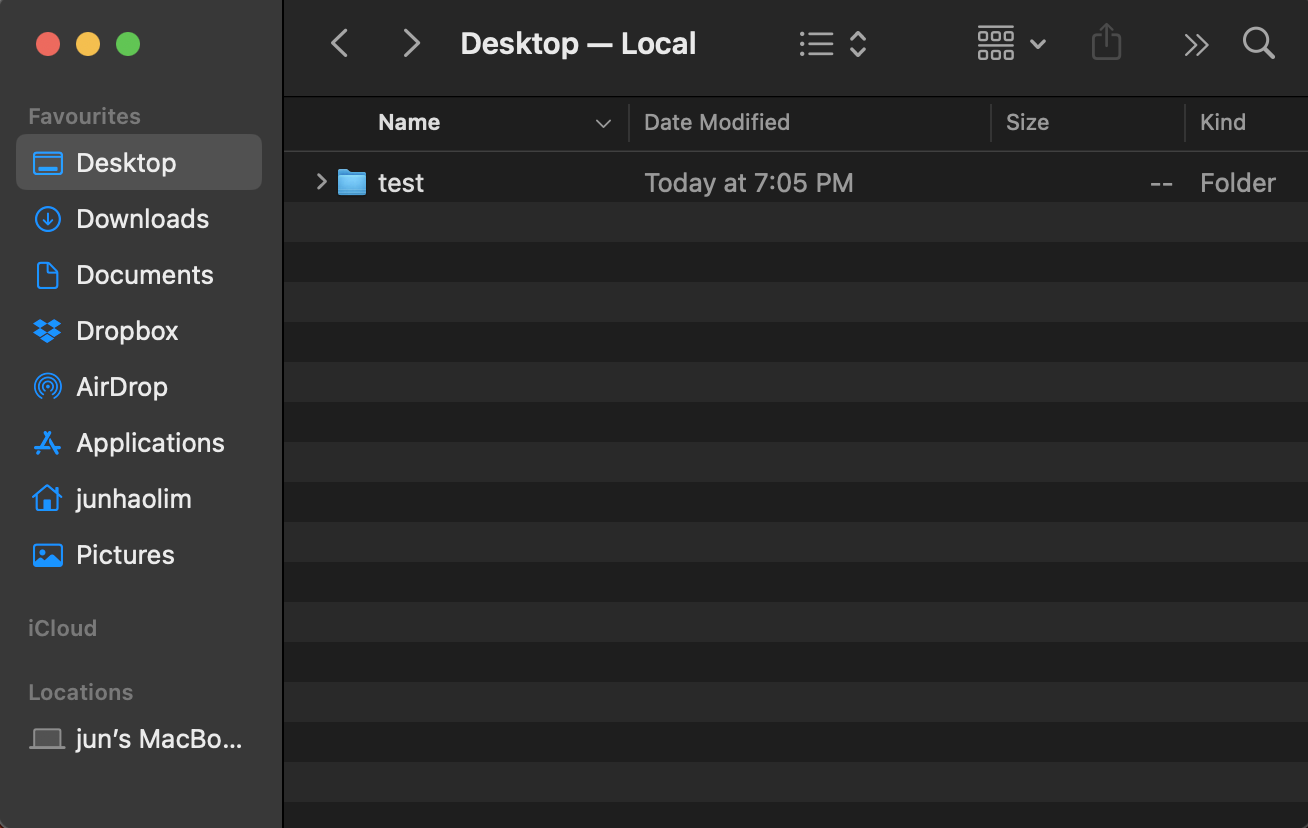 Desktop — Local
Favourites
Desktop
Downloads
Documents
Dropbox
AirDrop
Applications
junhaolim
Pictures
iCloud
Locations
jun’s MacBo...
Name Date Modified Size Kind
test Today at 7:05 PM -- Folder